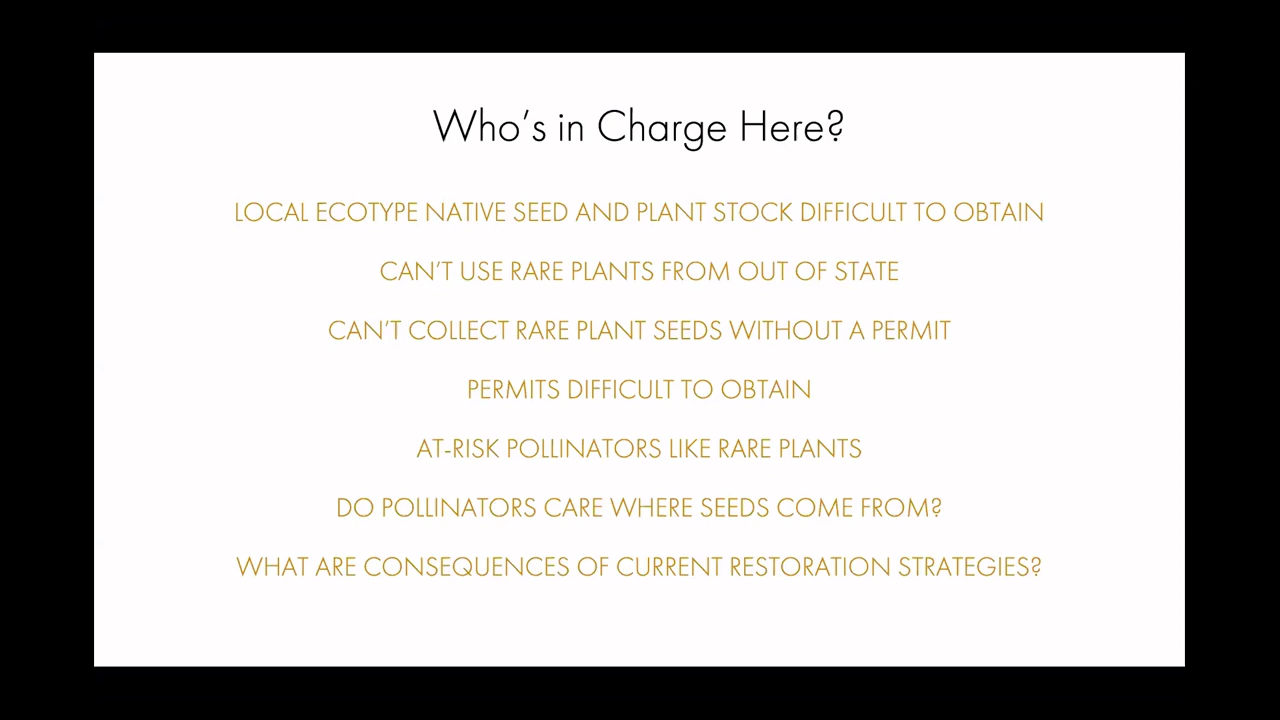 Who's in Charge Here?
LOCAL ECOTYPE NATIVE SEED AND PLANT STOCK DIFFICULT TO OBTAIN
CAN'T USE RARE PLANTS FROM OUT OF STATE
CAN'T COLLECT RARE PLANT SEEDS WITHOUT A PERMIT
PERMITS DIFFICULT TO OBTAIN
AT-RISK POLLINATORS LIKE RARE PLANTS
DO POLLINATORS CARE WHERE SEEDS COME FROM?
WHAT ARE CONSEQUENCES OF CURRENT RESTORATION STRATEGIES?